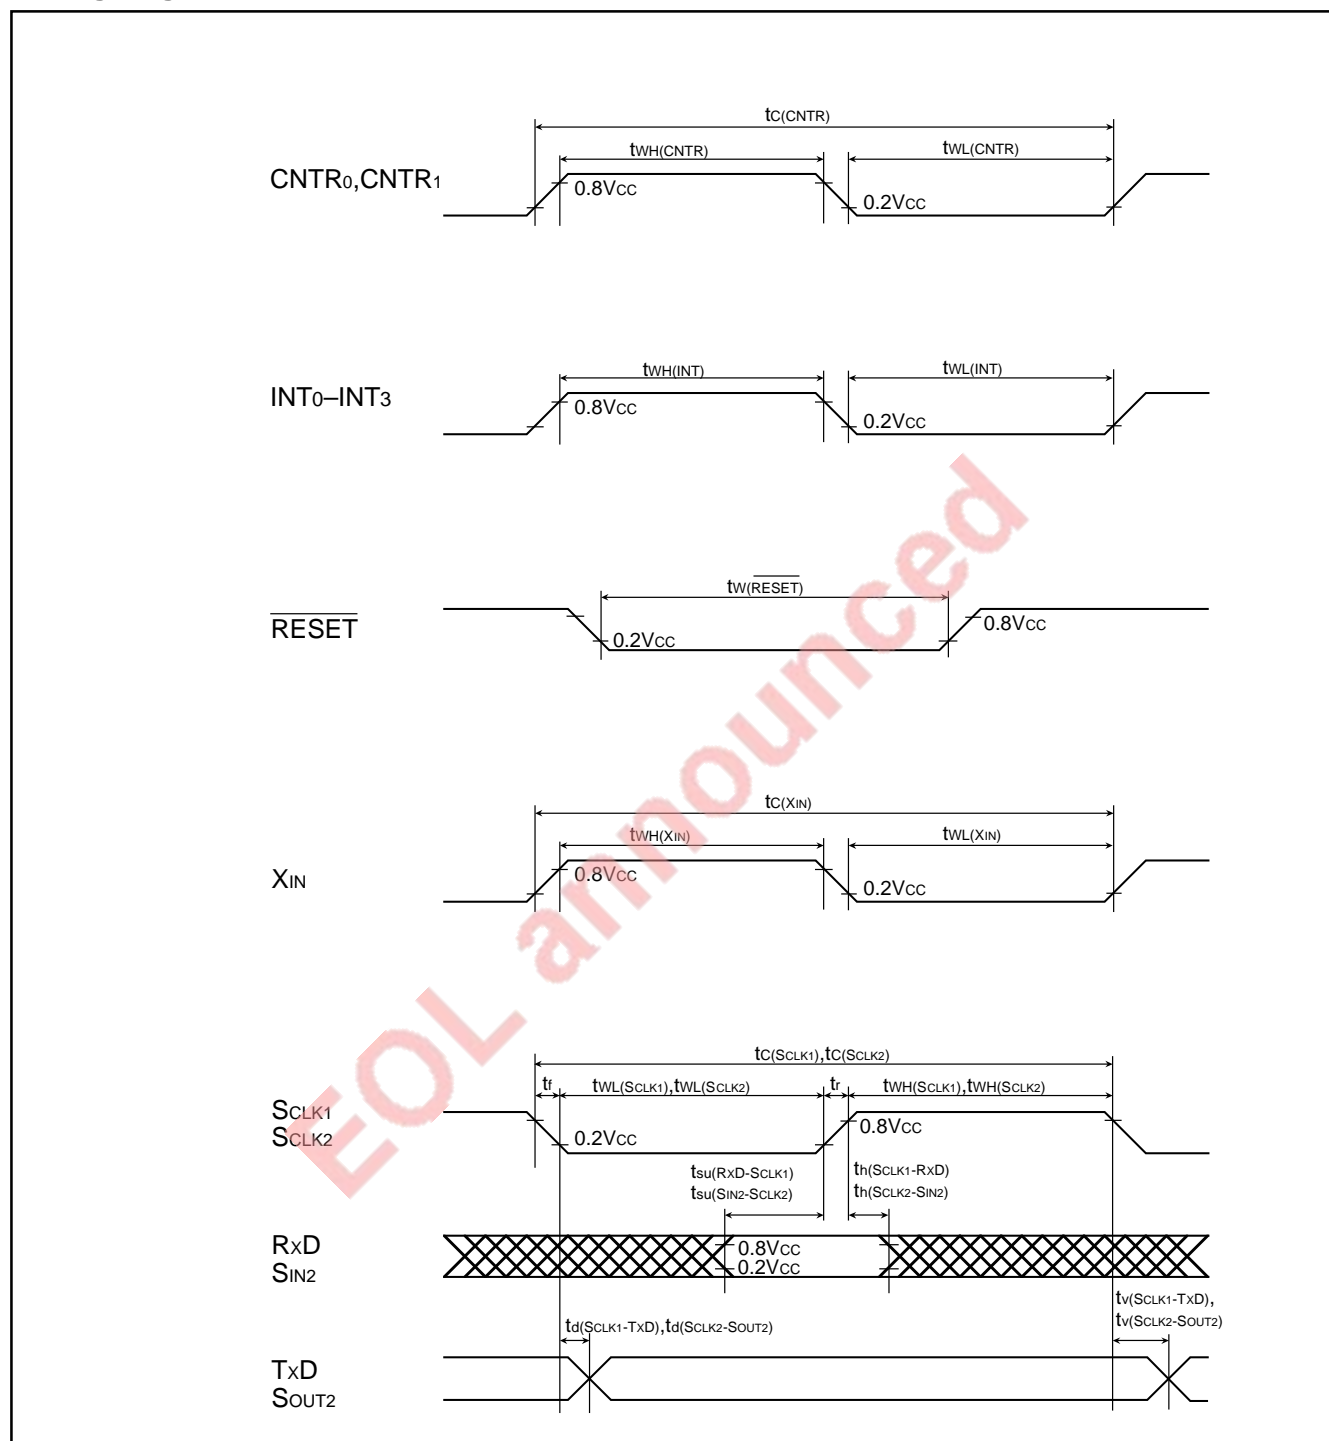 tC(CNTR)
tWH(CNTR)
tWL(CNTR)
CNTR0,CNTR1
0.8VCC
0.2VCC
tWH(INT)
tWL(INT)
INT0–INT3
0.8VCC
0.2VCC
tW(RESET)
RESET
0.2VCC
0.8VCC
tC(XIN)
tWH(XIN)
tWL(XIN)
XIN
0.8VCC
0.2VCC
tC(SCLK1),tC(SCLK2)
tf
tWL(SCLK1),tWL(SCLK2)
tr
tWH(SCLK1),tWH(SCLK2)
SCLK1
SCLK2
0.2VCC
0.8VCC
tsu(RXD-SCLK1)
tsu(SIN2-SCLK2)
th(SCLK1-RXD)
th(SCLK2-SIN2)
RXD
SIN2
0.8VCC
0.2VCC
td(SCLK1-TXD),td(SCLK2-SOUT2)
tv(SCLK1-TXD),
tv(SCLK2-SOUT2)
TXD
SOUT2
EOL announced